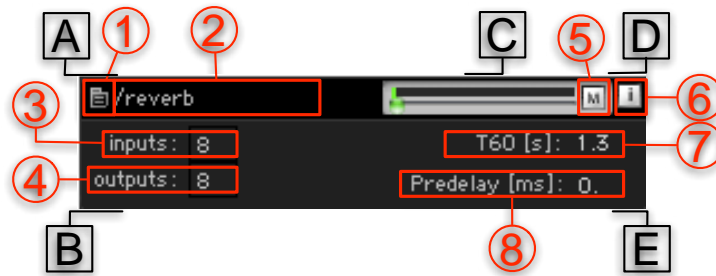 A 1 2 C 5 D
/reverb M i 6
3 inputs: 8 T60 [s]: 1.3 7
4 outputs: 8 Predelay [ms]: 0.
B 8 E